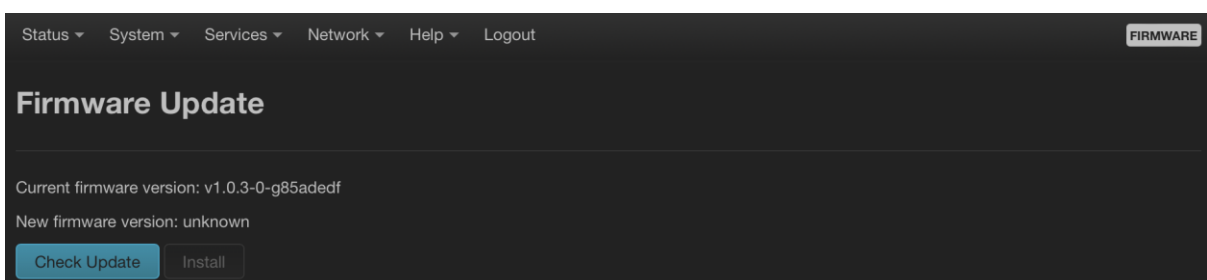 Status System Services Network Help Logout FIRMWARE
Firmware Update
Current firmware version: v1.0.3-0-g85adedf
New firmware version: unknown
Check Update Install